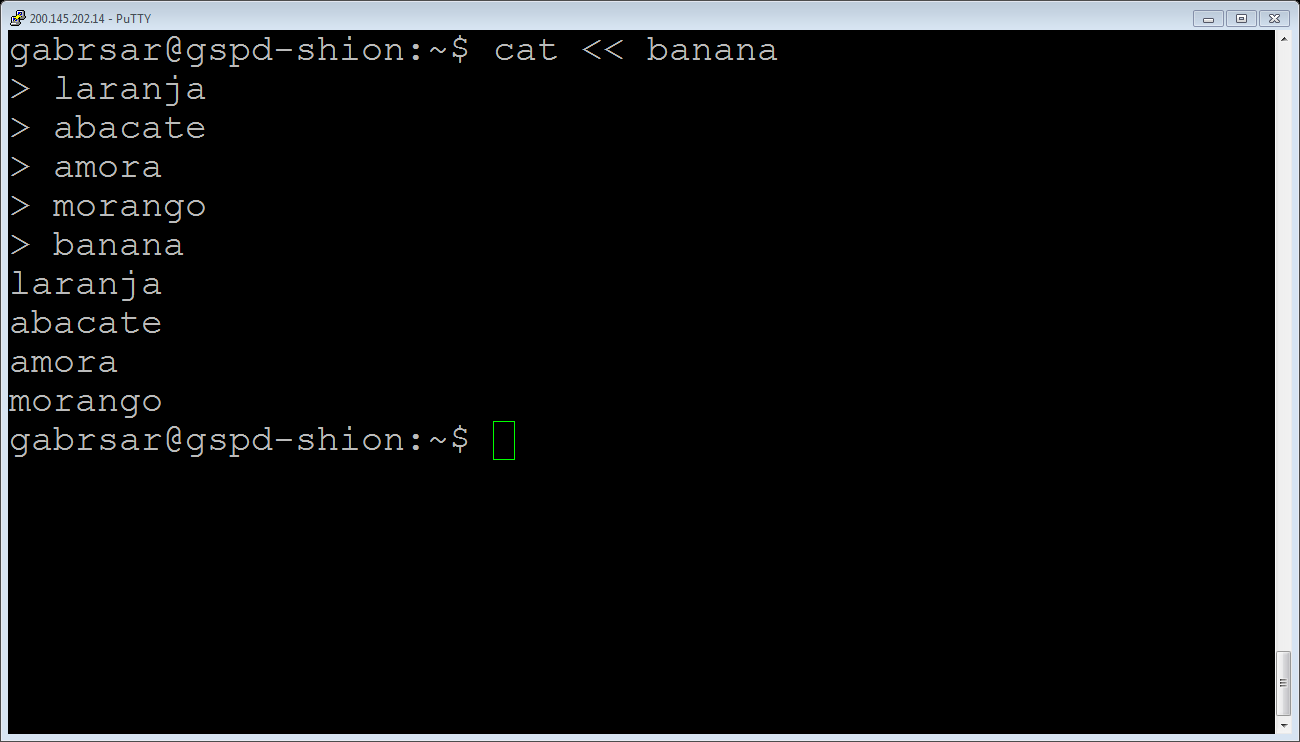 200.145.202.14 - PuTTY
gabrsar@gspd-shion:~$ cat << banana
> laranja
> abacate
> amora
> morango
> banana
laranja
abacate
amora
morango
gabrsar@gspd-shion:~$